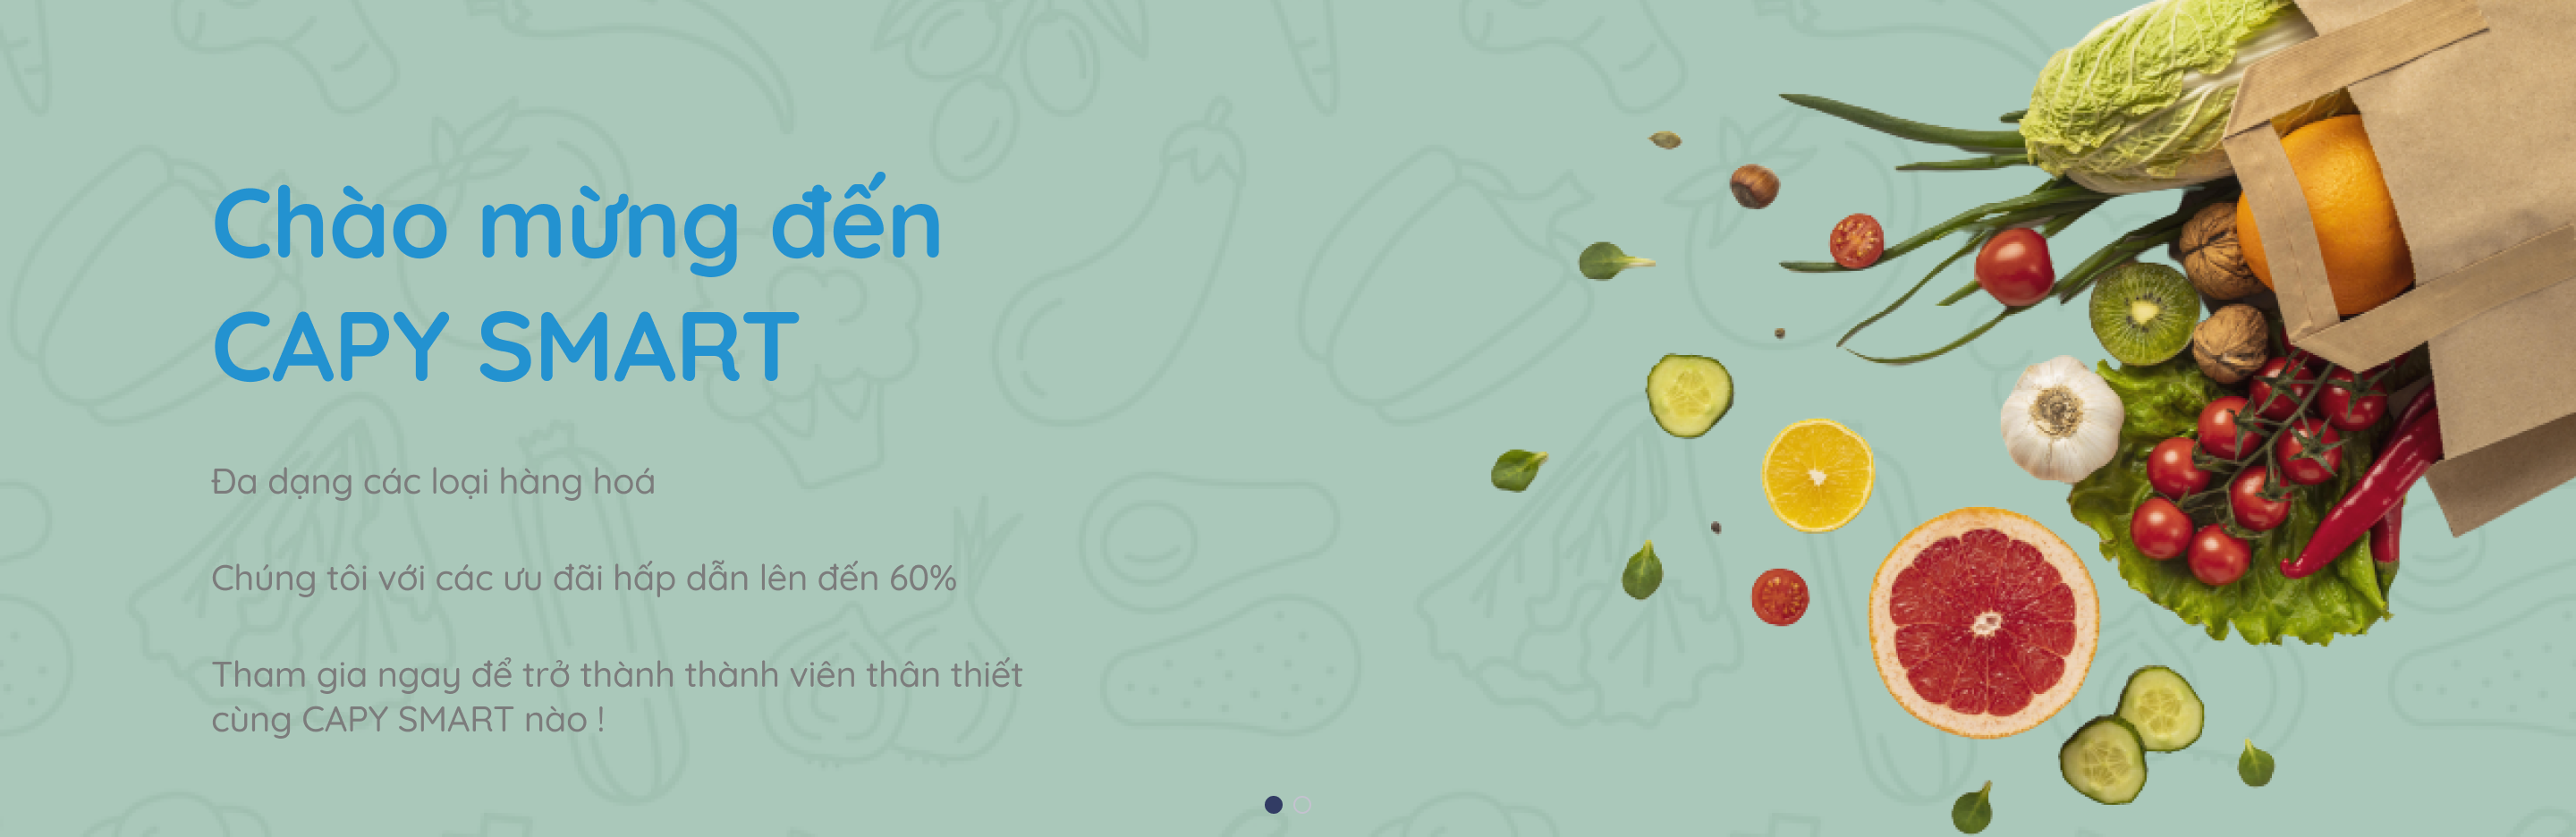 Chào mừng đến
CAPY SMART
Đa dạng các loại hàng hoá
Chúng tôi với các ưu đãi hấp dẫn lên đến 60%
Tham gia ngay để trở thành thành viên thân thiết
cùng CAPY SMART nào !